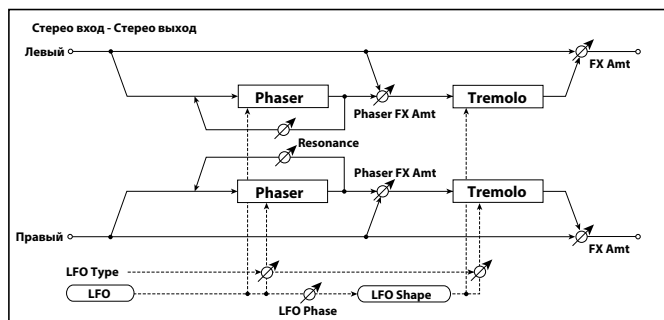 Стерео вход - Стерео выход
Левый
FX Amt
Phaser
Phaser FX Amt
Tremolo
Resonance
Phaser FX Amt
Phaser
Tremolo
Правый
FX Amt
LFO Type
LFO
LFO Phase
LFO Shape